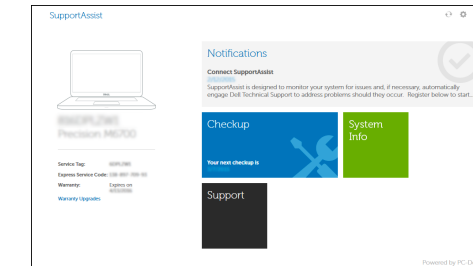 SupportAssist
Notifications
Connect SupportAssist
SupportAssist is designed to monitor your system for issues and, if necessary, automatically
engage Dell Technical Support to address problems should they occur. Register below to start...
Precision M6700
Checkup
System
Info
Your next checkup is
Service Tag:
Express Service Code:
Warranty: Expires on
Warranty Upgrades
Support
Powered by PC-D